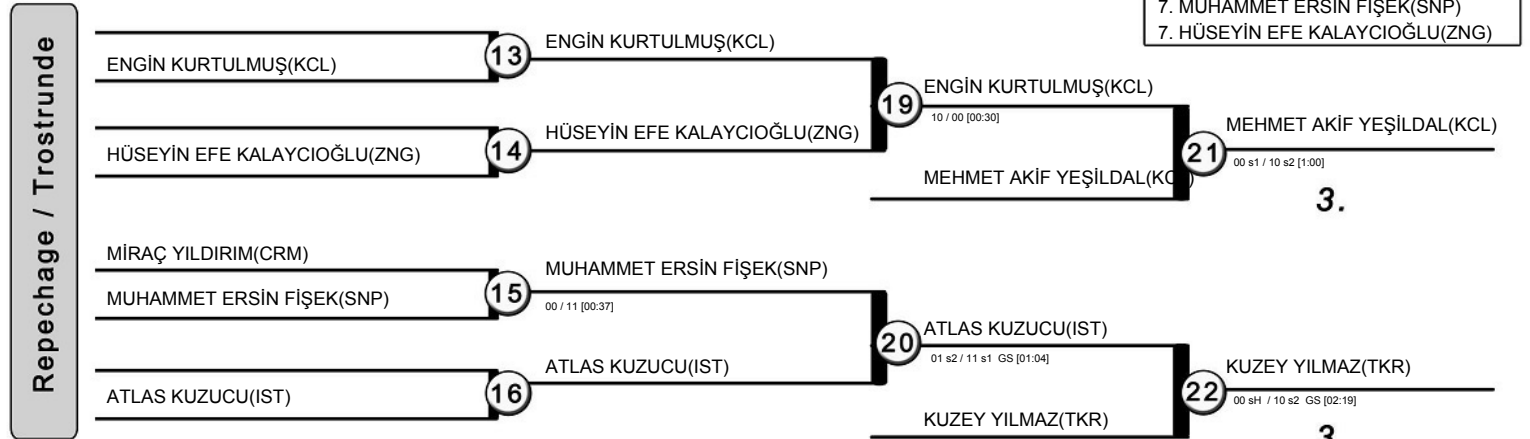 7. MUHAMMET ERSİN FİŞEK(SNP)
7. HÜSEYİN EFE KALAYCIOĞLU(ZNG)
Repechage / Trostrunde
ENGİN KURTULMUŞ(KCL)
13
ENGİN KURTULMUŞ(KCL)
HÜSEYİN EFE KALAYCIOĞLU(ZNG)
14
HÜSEYİN EFE KALAYCIOĞLU(ZNG)
19
ENGİN KURTULMUŞ(KCL)
10 / 00 [00:30]
MEHMET AKİF YEŞİLDAL(KCL)
21
MEHMET AKİF YEŞİLDAL(KCL)
00 s1 / 10 s2 [1:00]
3.
MİRAÇ YILDIRIM(CRM)
MUHAMMET ERSİN FİŞEK(SNP)
15
MUHAMMET ERSİN FİŞEK(SNP)
00 / 11 [00:37]
ATLAS KUZUCU(IST)
16
ATLAS KUZUCU(IST)
20
ATLAS KUZUCU(IST)
01 s2 / 11 s1 GS [01:04]
KUZEY YILMAZ(TKR)
22
KUZEY YILMAZ(TKR)
00 sH / 10 s2 GS [02:19]
3.